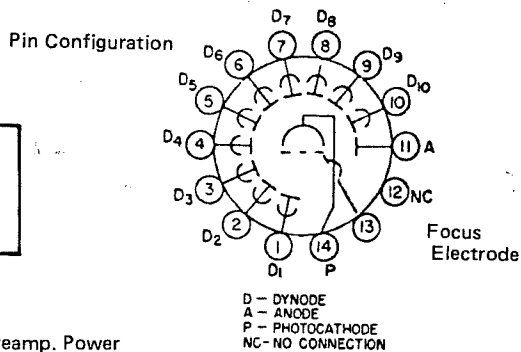 Pin Configuration
D7
D8
D6
7
8
D9
6
9
D5
D10
5
10
D4
4
11
A
3
12
NC
D3
2
13
D2
Focus
Electrode
1
14
D1
P
D — DYNODE
A — ANODE
P — PHOTOCATHODE
NC- NO CONNECTION
reamp. Power